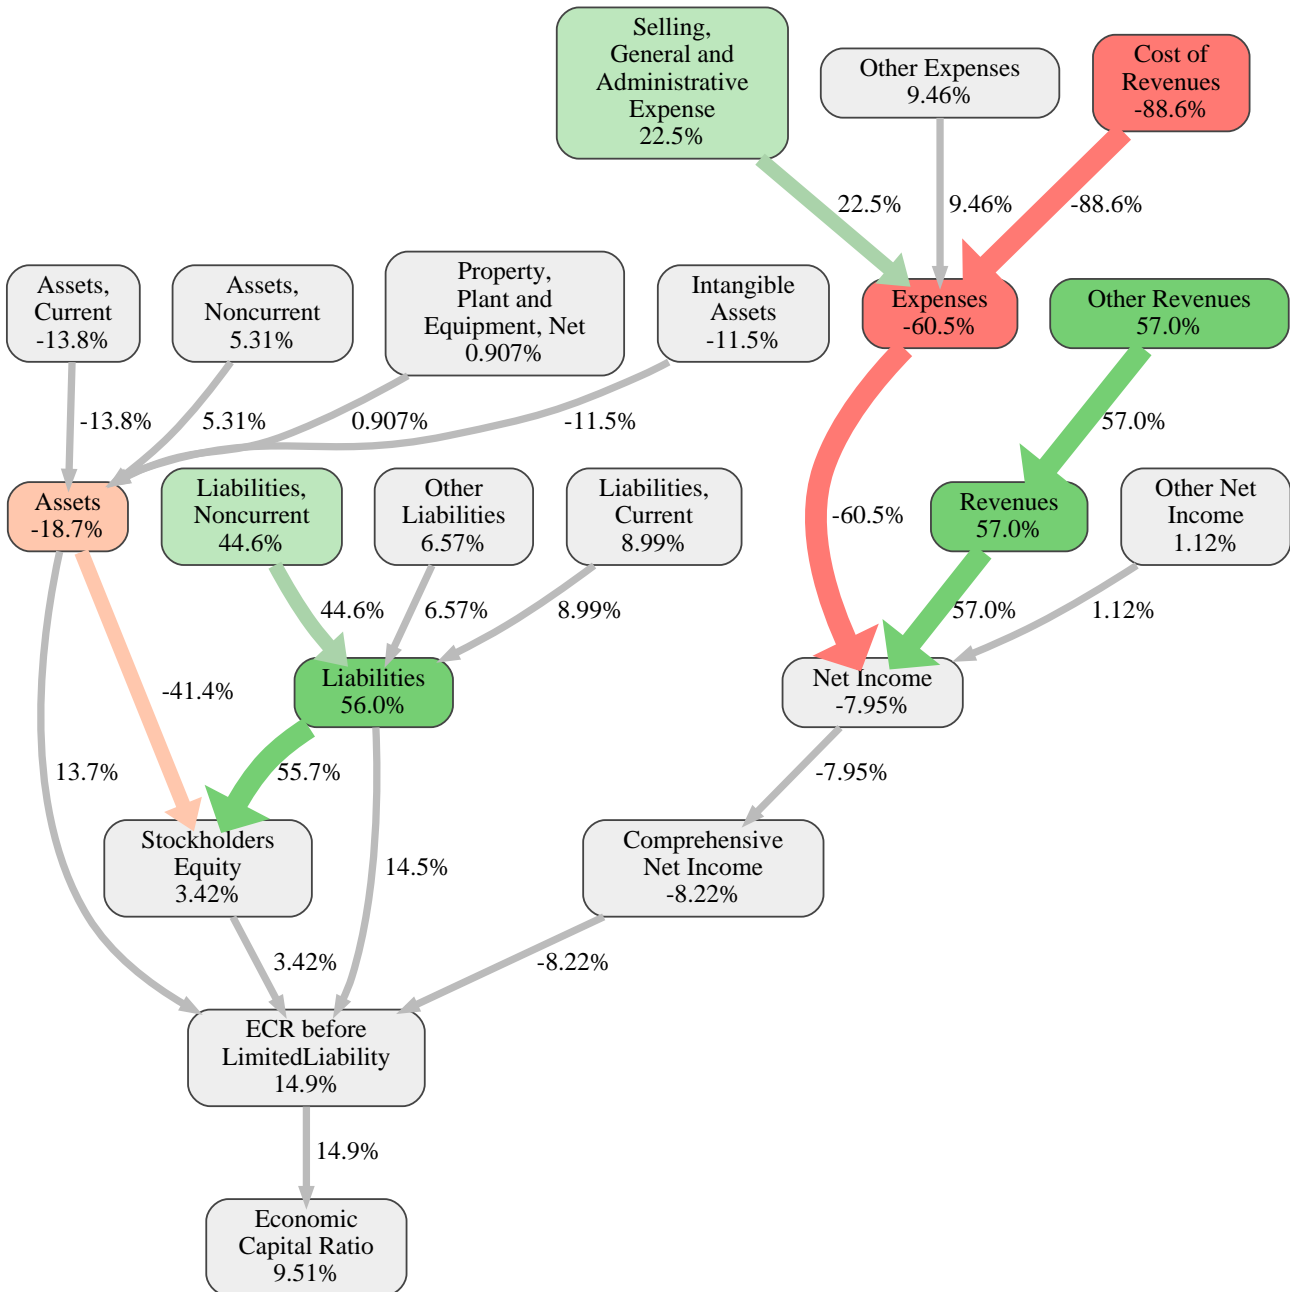 Selling,
General and
Administrative
Expense
22.5%
Other Expenses
9.46%
Cost of
Revenues
-88.6%
22.5%
9.46%
-88.6%
Assets,
Current
-13.8%
Assets,
Noncurrent
5.31%
Property,
Plant and
Equipment, Net
0.907%
Intangible
Assets
-11.5%
Expenses
-60.5%
Other Revenues
57.0%
-13.8%
5.31%
0.907%
-11.5%
57.0%
Assets
-18.7%
Liabilities,
Noncurrent
44.6%
Other
Liabilities
6.57%
Liabilities,
Current
8.99%
-60.5%
Revenues
57.0%
Other Net
Income
1.12%
44.6%
6.57%
8.99%
57.0%
1.12%
-41.4%
Liabilities
56.0%
Net Income
-7.95%
13.7%
55.7%
-7.95%
Stockholders
Equity
3.42%
14.5%
Comprehensive
Net Income
-8.22%
3.42%
-8.22%
ECR before
LimitedLiability
14.9%
14.9%
Economic
Capital Ratio
9.51%